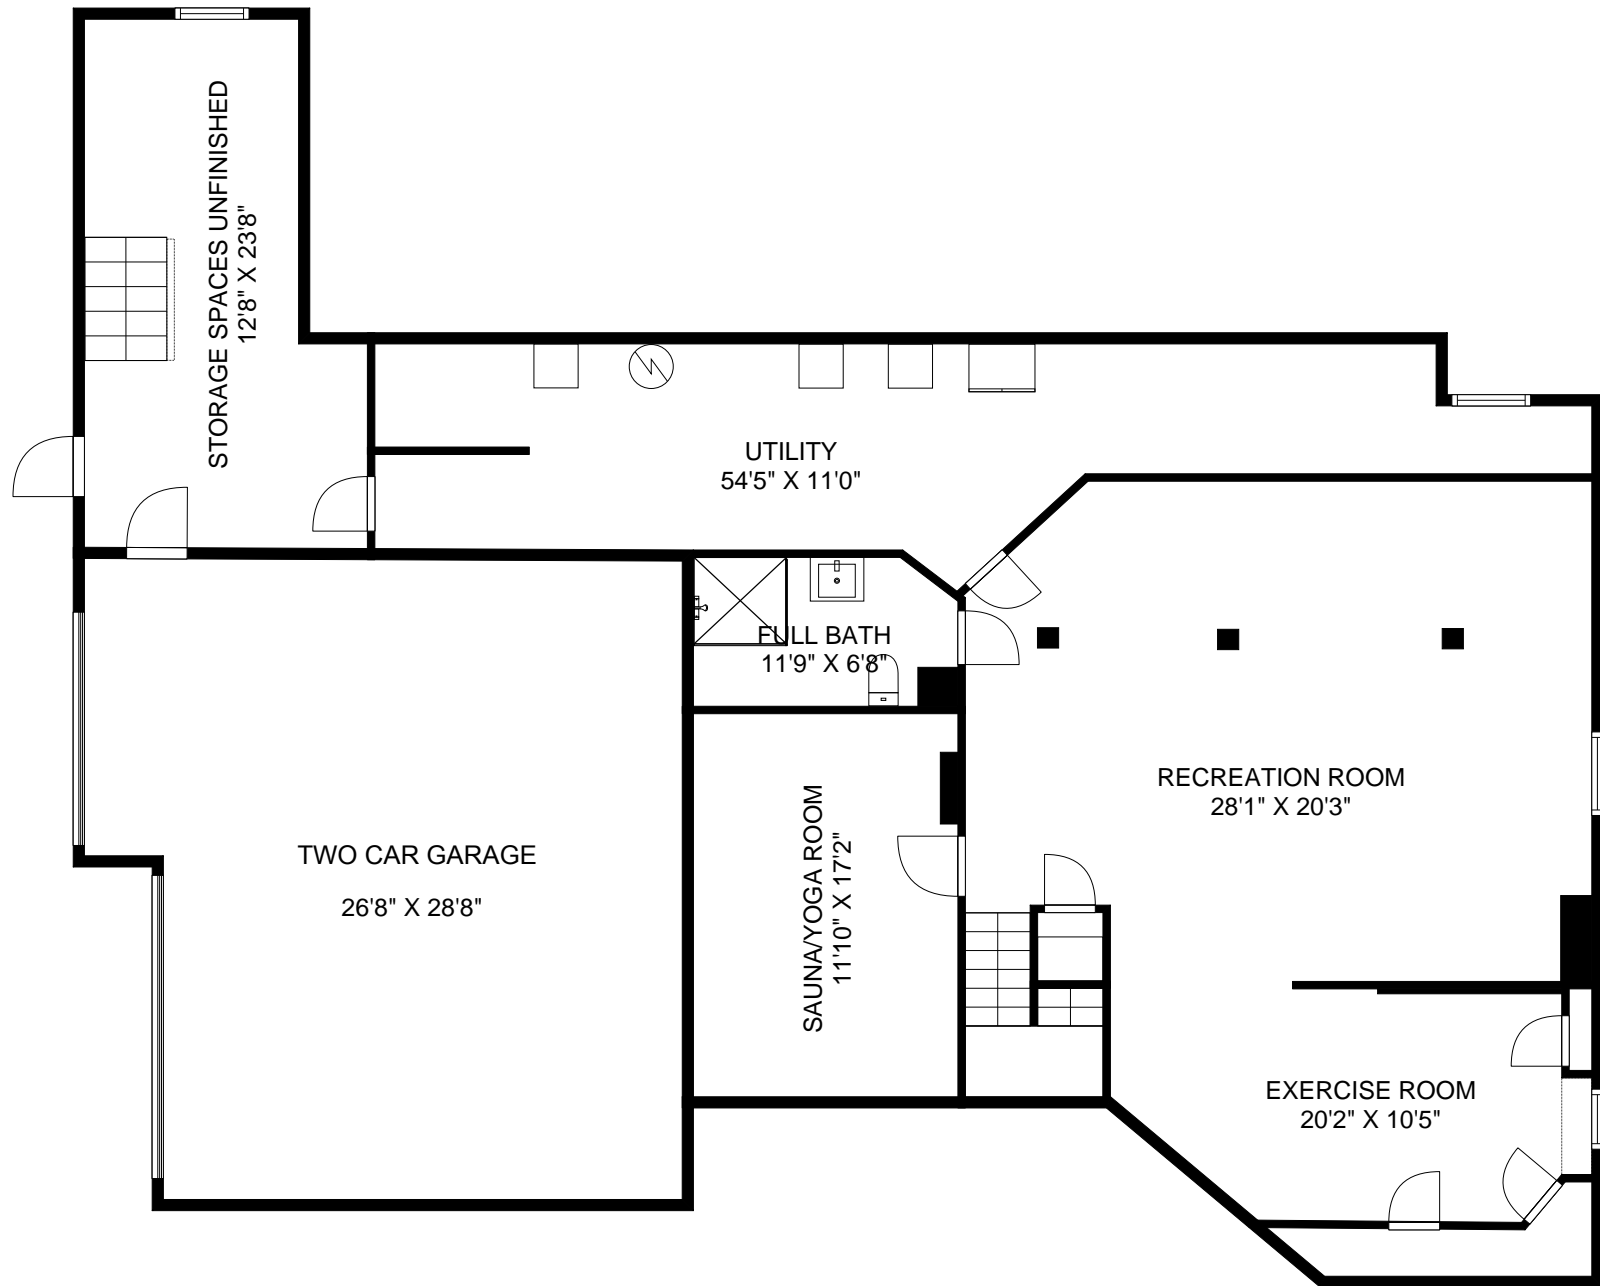 STORAGE SPACES UNFINISHED
12'8" X 23'8"
UTILITY
54'5" X 11'0"
FULL BATH
11'9" X 6'8"
RECREATION ROOM
28'1" X 20'3"
TWO CAR GARAGE
26'8" X 28'8"
SAUNA/YOGA ROOM
11'10" X 17'2"
EXERCISE ROOM
20'2" X 10'5"